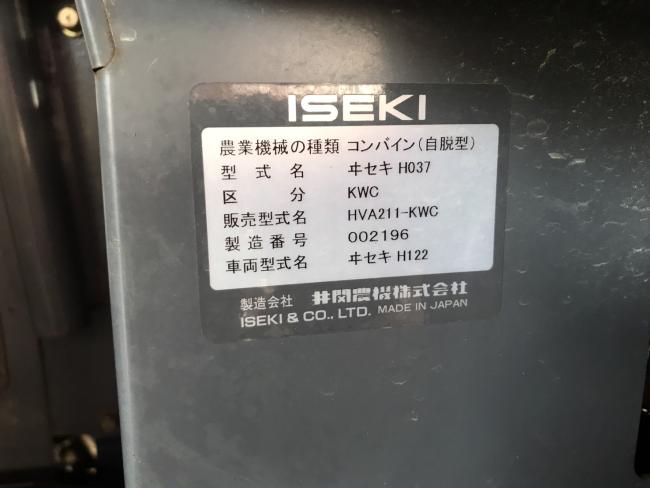 ISEKI
農業機械の種類 コンバイン(自脱型)
型式名 ヰセキ H037
区分 KWC
販売型式名 HVA211-KWC
製造番号 002196
車両型式名 ヰセキ H122
製造会社 井関農機株式会社
ISEKI & CO., LTD. MADE IN JAPAN